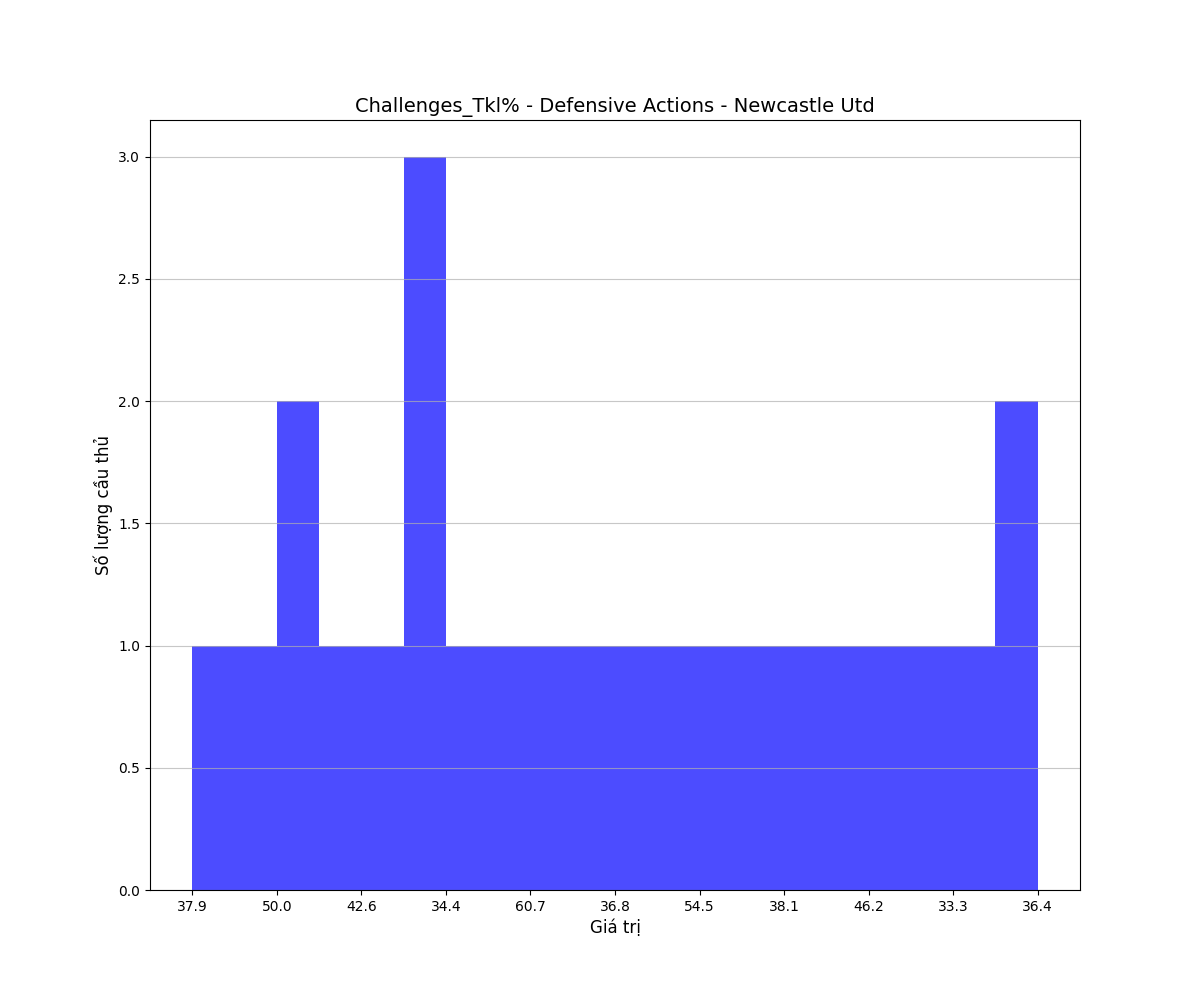 Challenges_Tkl% - Defensive Actions - Newcastle Utd
3.0
2.5
2.0
1.5
1.0
0.5
0.0
Số lượng cầu thủ
37.9 50.0 42.6 34.4 60.7 36.8 54.5 38.1 46.2 33.3 36.4
Giá trị